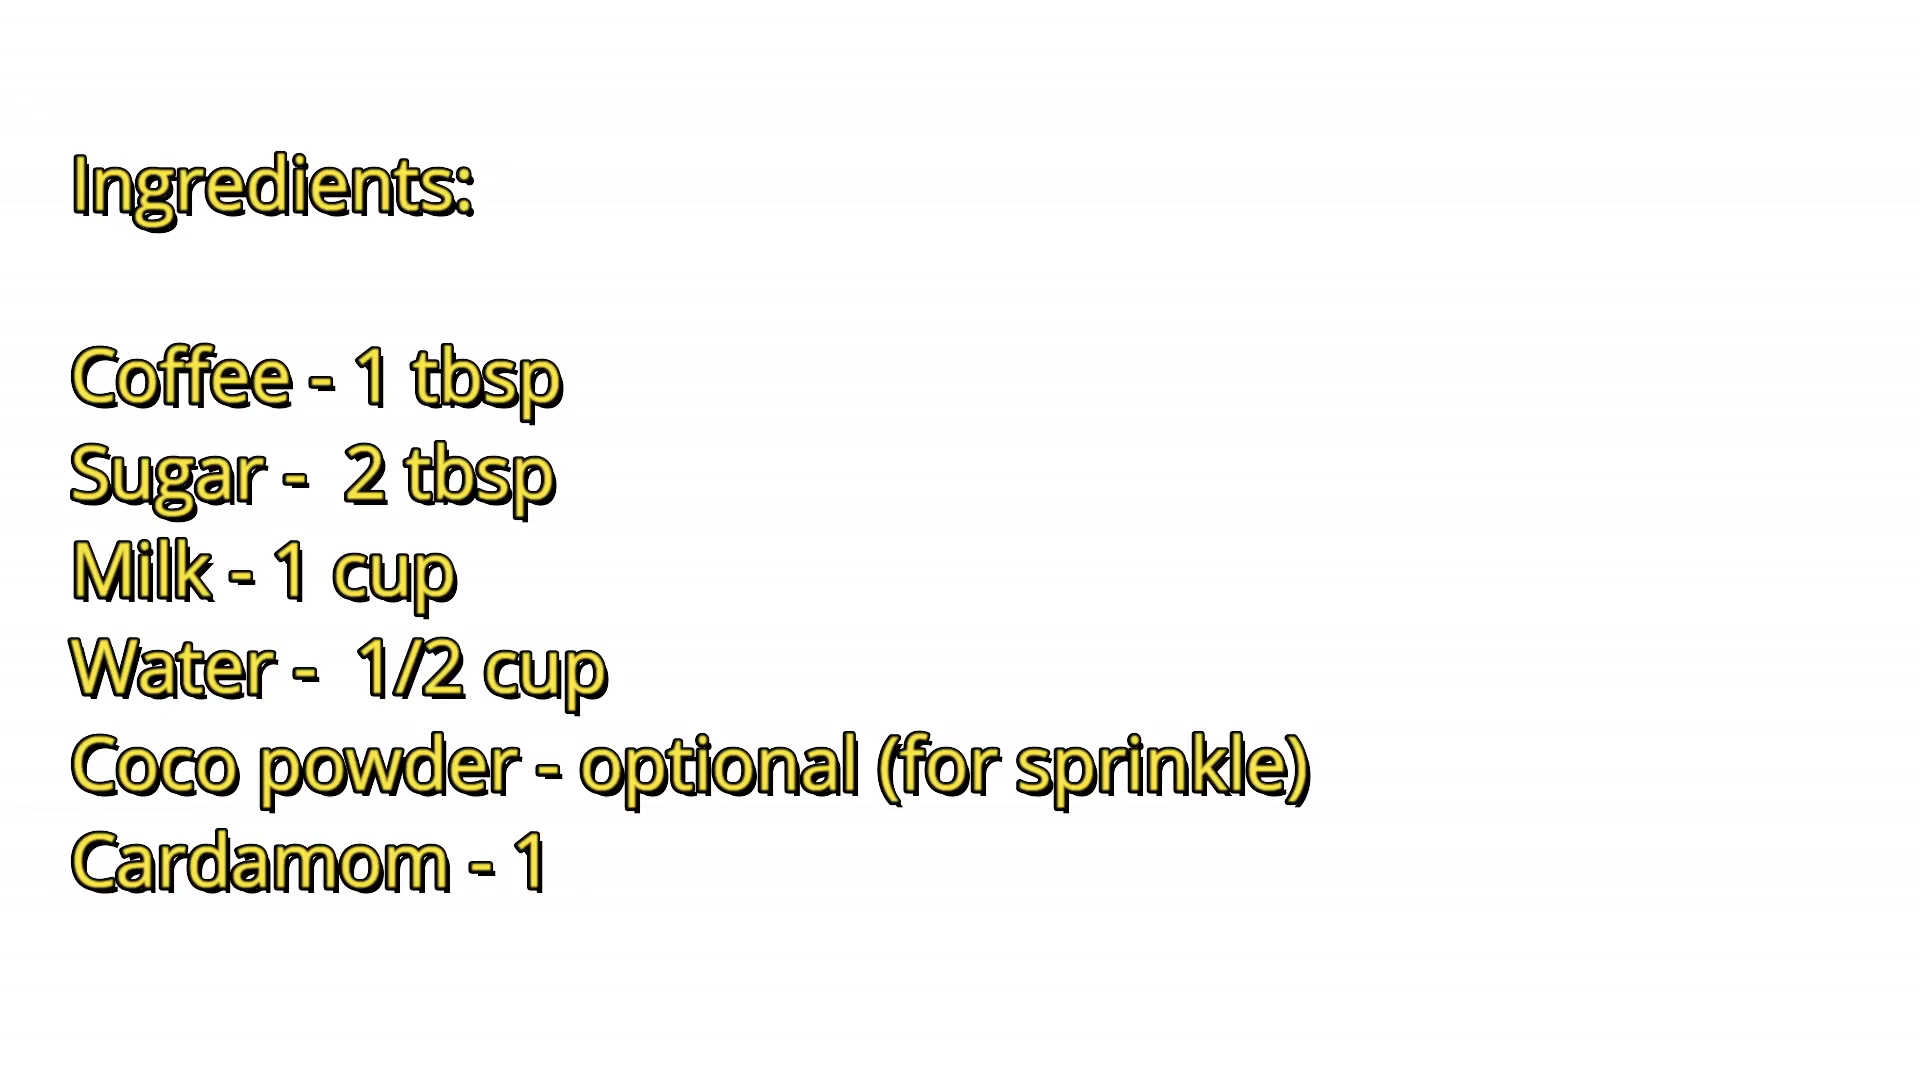 Ingredients:
Coffee - 1 tbsp
Sugar -  2 tbsp
Milk - 1 cup
Water -  1/2 cup
Coco powder - optional (for sprinkle)
Cardamom - 1